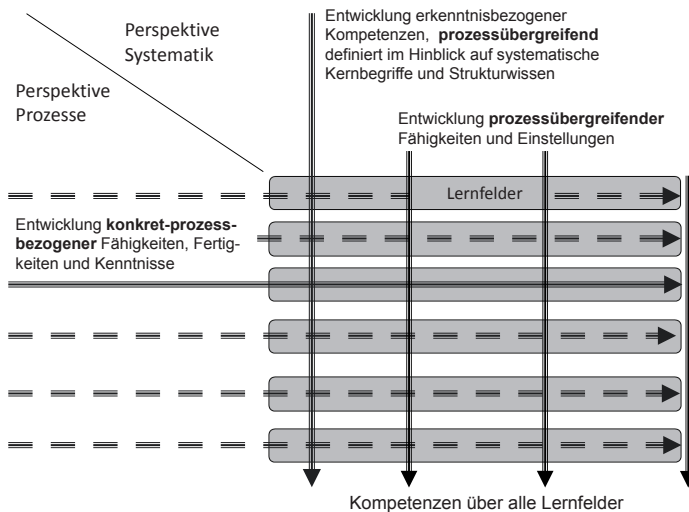 Perspektive
Systematik
Perspektive
Prozesse
Entwicklung erkenntnisbezogener
Kompetenzen, prozessübergreifend
definiert im Hinblick auf systematische
Kernbegriffe und Strukturwissen
Entwicklung prozessübergreifender
Fähigkeiten und Einstellungen
Lernfelder
Entwicklung konkret-prozess-
bezogener Fähigkeiten, Fertig-
keiten und Kenntnisse
Kompetenzen über alle Lernfelder